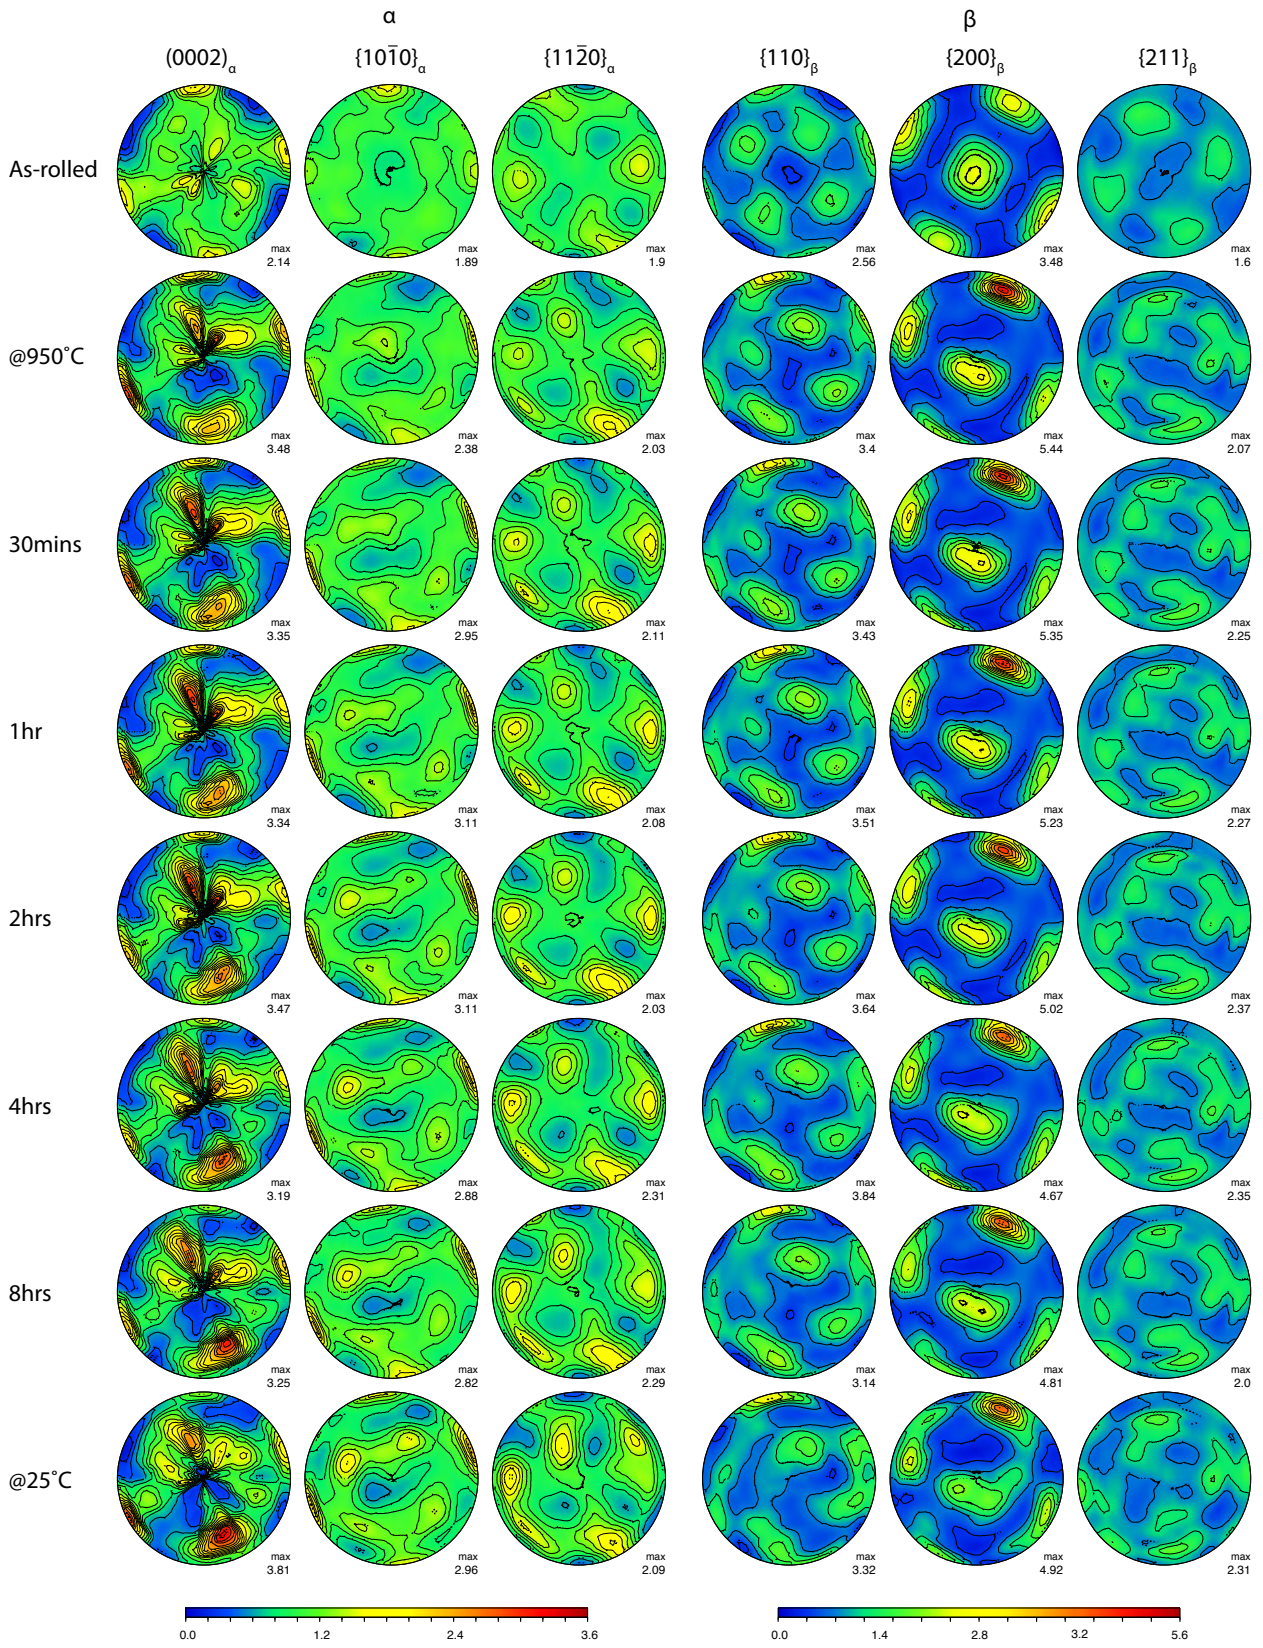 α β
(0002)α {101̅0}α {112̅0}α {110}β {200}β {211}β
As-rolled
max max max max max max
2.14 1.89 1.9 2.56 3.48 1.6
@950˚C
max max max max max max
3.48 2.38 2.03 3.4 5.44 2.07
30mins
max max max max max max
3.35 2.95 2.11 3.43 5.35 2.25
1hr
max max max max max max
3.34 3.11 2.08 3.51 5.23 2.27
2hrs
max max max max max max
3.47 3.11 2.03 3.64 5.02 2.37
4hrs
max max max max max max
3.19 2.88 2.31 3.84 4.67 2.35
8hrs
max max max max max max
3.25 2.82 2.29 3.14 4.81 2.0
@25˚C
max max max max max max
3.81 2.96 2.09 3.32 4.92 2.31
0.0 1.2 2.4 3.6 0.0 1.4 2.8 3.2 5.6